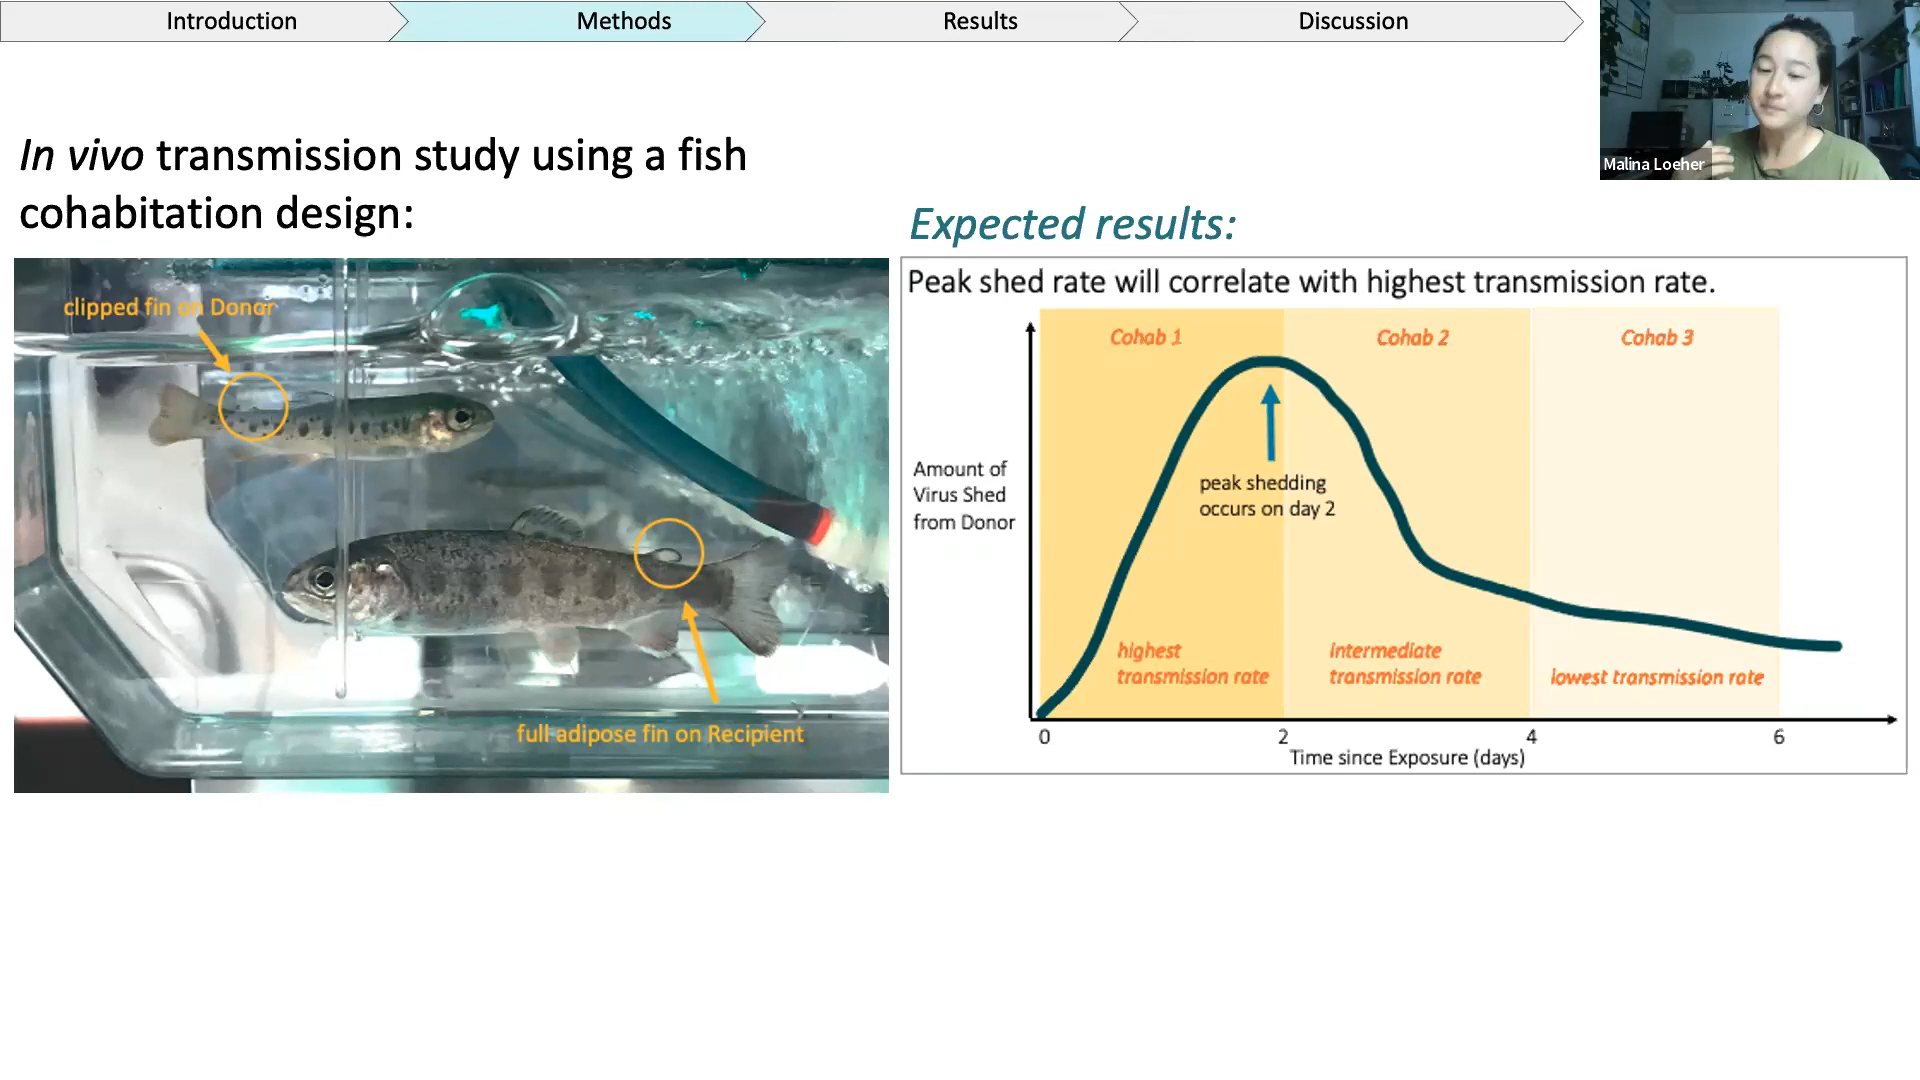 Introduction
Methods
Results
Discussion
Malina Loeher
In vivo transmission study using a fish
cohabitation design:
clipped fin on Donor
full adipose fin on Recipient
Expected results:
Peak shed rate will correlate with highest transmission rate.
Cohab 1
Cohab 2
Cohab 3
Amount of
Virus Shed
from Donor
peak shedding
occurs on day 2
highest
transmission rate
intermediate
transmission rate
lowest transmission rate
0
2
4
6
Time since Exposure (days)